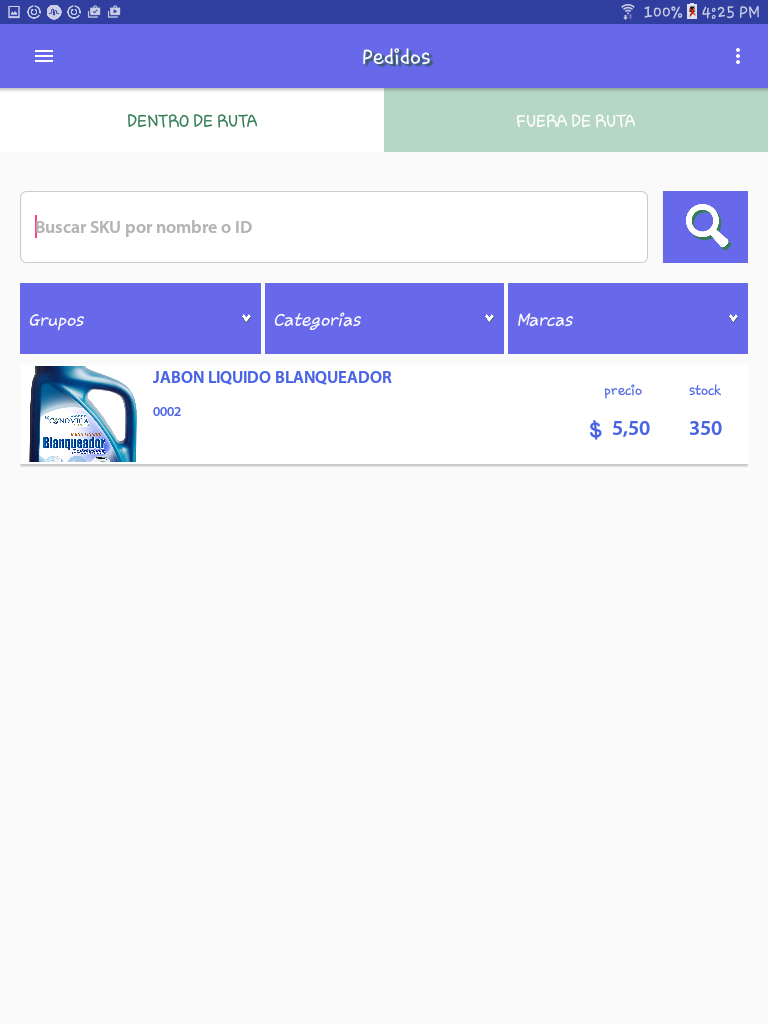 100% 4:25 PM
Pedidos
DENTRO DE RUTA
FUERA DE RUTA
Buscar SKU por nombre o ID
Grupos
Categorías
Marcas
JABON LIQUIDO BLANQUEADOR
0002
precio
stock
$ 5,50
350
Blanqueador